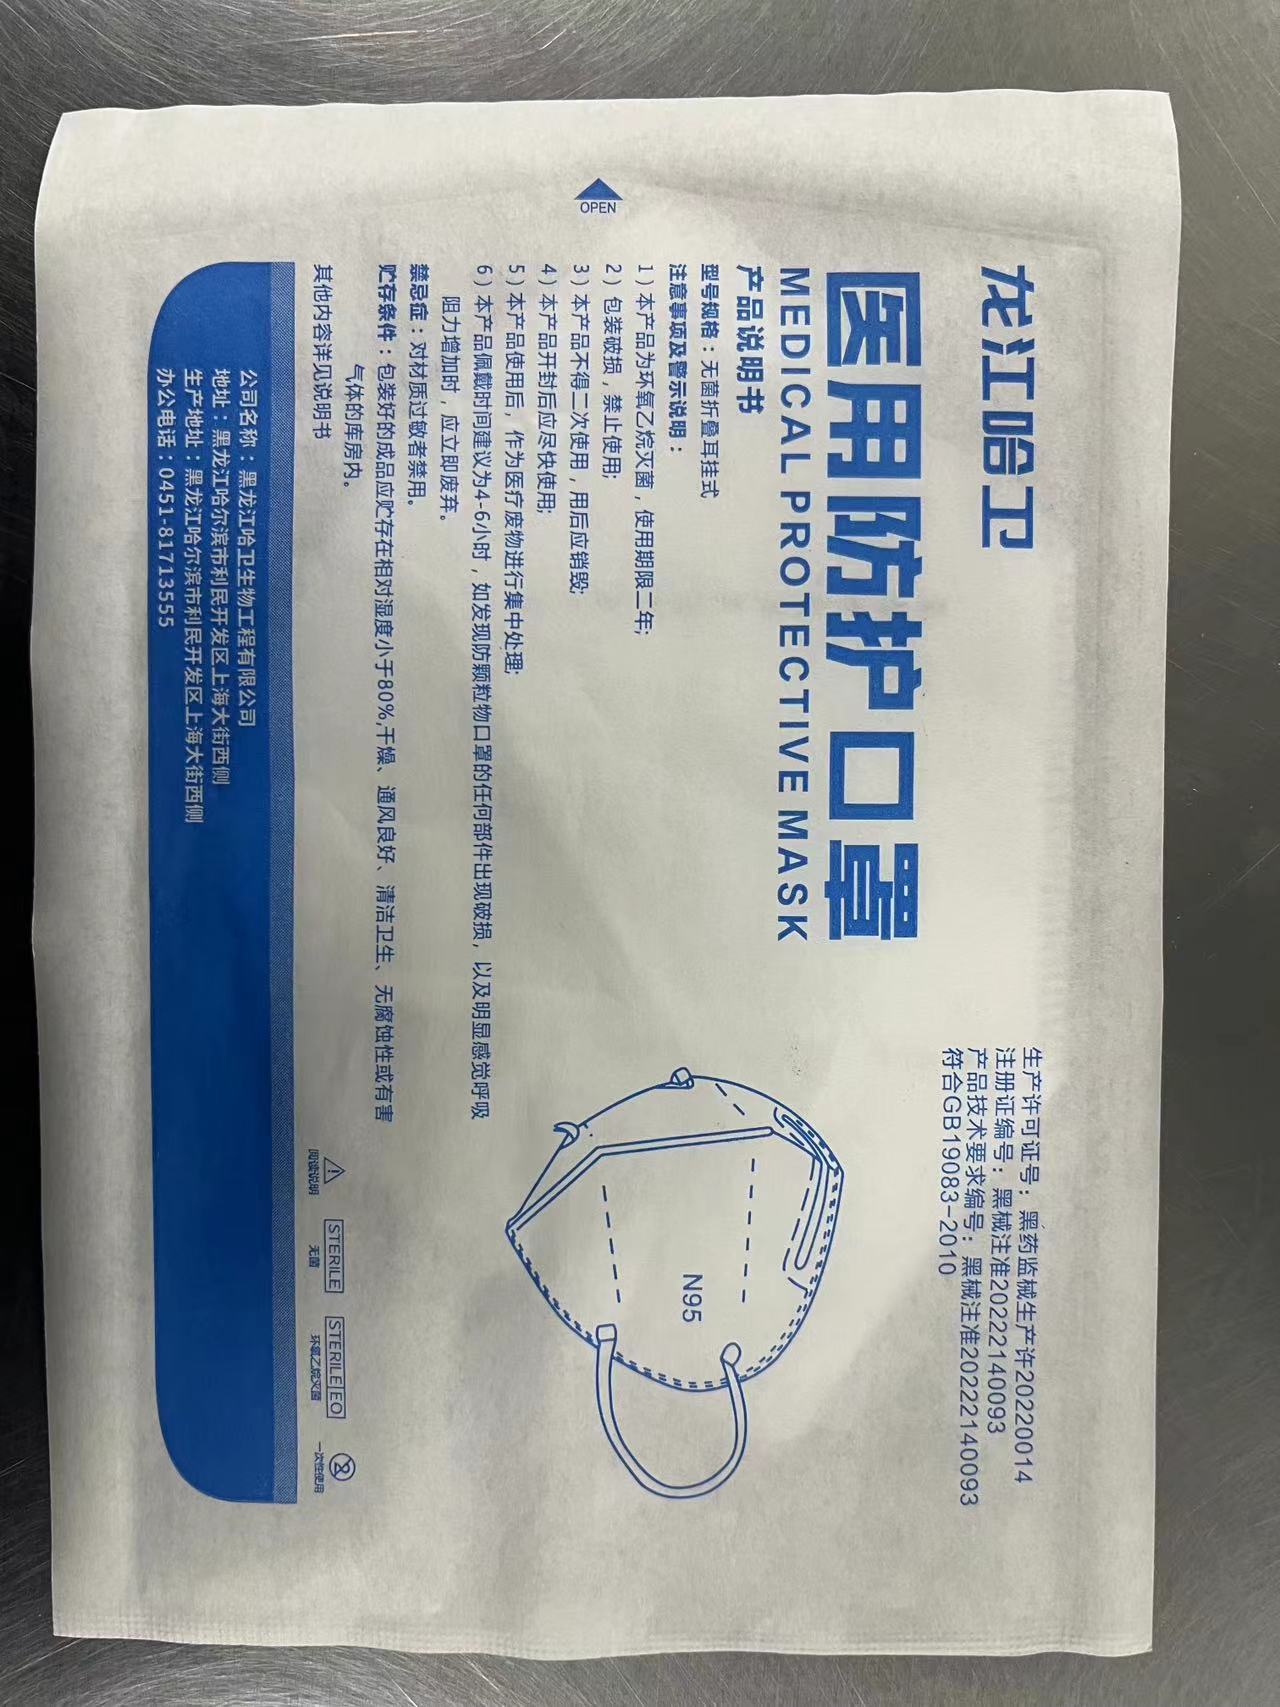 OPEN
龙江哈卫
生产许可证号：黑药监械生产许20220014
注册证编号：黑械注准20222140093
产品技术要求编号：黑械注准20222140093
符合GB19083-2010
医用防护口罩
MEDICAL PROTECTIVE MASK
产品说明书
型号规格：无菌折叠耳挂式
注意事项及警示说明：
1）本产品为环氧乙烷灭菌，使用期限二年;
2）包装破损，禁止使用;
3）本产品不得二次使用，用后应销毁;
4）本产品开封后应尽快使用;
5）本产品使用后，作为医疗废物进行集中处理;
6）本产品佩戴时间建议为4-6小时，如发现防颗粒物口罩的任何部件出现破损，以及明显感觉呼吸
阻力增加时，应立即废弃。
禁忌症：对材质过敏者禁用。
贮存条件：包装好的成品应贮存在相对湿度小于80%,干燥、通风良好、清洁卫生、无腐蚀性或有害
气体的库房内。
其他内容详见说明书
N95
STERILE
STERILE EO
2
阅读说明
无菌
环氧乙烷灭菌
一次性使用
公司名称：黑龙江哈卫生物工程有限公司
地址：黑龙江哈尔滨市利民开发区上海大街西侧
生产地址：黑龙江哈尔滨市利民开发区上海大街西侧
办公电话：0451-81713555